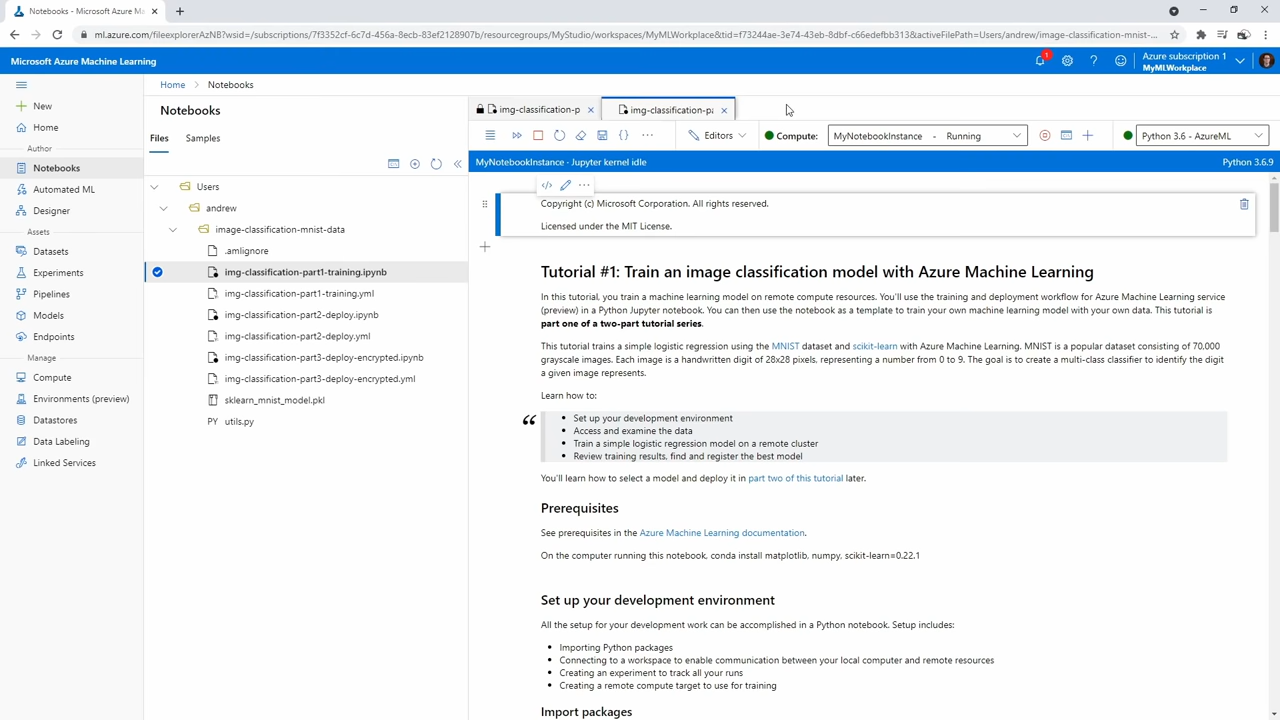 Notebooks - Microsoft Azure Ma
ml.azure.com/fileexplorerAzNB?wsid=/subscriptions/7f3352cf-6c7d-456a-8ecb-83ef2128907b/resourcegroups/MyStudio/workspaces/MyMLWorkplace&tid=f73244ae-3e74-43eb-8dbf-c66edefbb313&activeFilePath=Users/andrew/image-classification-mnist-...
Microsoft Azure Machine Learning
1
Azure subscription 1
MyMLWorkplace
New
Home
Author
Notebooks
Automated ML
Designer
Assets
Datasets
Experiments
Pipelines
Models
Endpoints
Manage
Compute
Environments (preview)
Datastores
Data Labeling
Linked Services
Home > Notebooks
Notebooks
Files Samples
Users
andrew
image-classification-mnist-data
.amlignore
img-classification-part1-training.ipynb
img-classification-part1-training.yml
img-classification-part2-deploy.ipynb
img-classification-part2-deploy.yml
img-classification-part3-deploy-encrypted.ipynb
img-classification-part3-deploy-encrypted.yml
sklearn_mnist_model.pkl
PY utils.py
img-classification-p img-classification-pa
Editors Compute: MyNotebookInstance - Running Python 3.6 - AzureML
MyNotebookInstance · Jupyter kernel idle Python 3.6.9
Copyright (c) Microsoft Corporation. All rights reserved.
Licensed under the MIT License.
Tutorial #1: Train an image classification model with Azure Machine Learning
In this tutorial, you train a machine learning model on remote compute resources. You'll use the training and deployment workflow for Azure Machine Learning service
(preview) in a Python Jupyter notebook. You can then use the notebook as a template to train your own machine learning model with your own data. This tutorial is
part one of a two-part tutorial series.
This tutorial trains a simple logistic regression using the MNIST dataset and scikit-learn with Azure Machine Learning. MNIST is a popular dataset consisting of 70,000
grayscale images. Each image is a handwritten digit of 28x28 pixels, representing a number from 0 to 9. The goal is to create a multi-class classifier to identify the digit
a given image represents.
Learn how to:
• Set up your development environment
• Access and examine the data
• Train a simple logistic regression model on a remote cluster
• Review training results, find and register the best model
You'll learn how to select a model and deploy it in part two of this tutorial later.
Prerequisites
See prerequisites in the Azure Machine Learning documentation.
On the computer running this notebook, conda install matplotlib, numpy, scikit-learn=0.22.1
Set up your development environment
All the setup for your development work can be accomplished in a Python notebook. Setup includes:
• Importing Python packages
• Connecting to a workspace to enable communication between your local computer and remote resources
• Creating an experiment to track all your runs
• Creating a remote compute target to use for training
Import packages